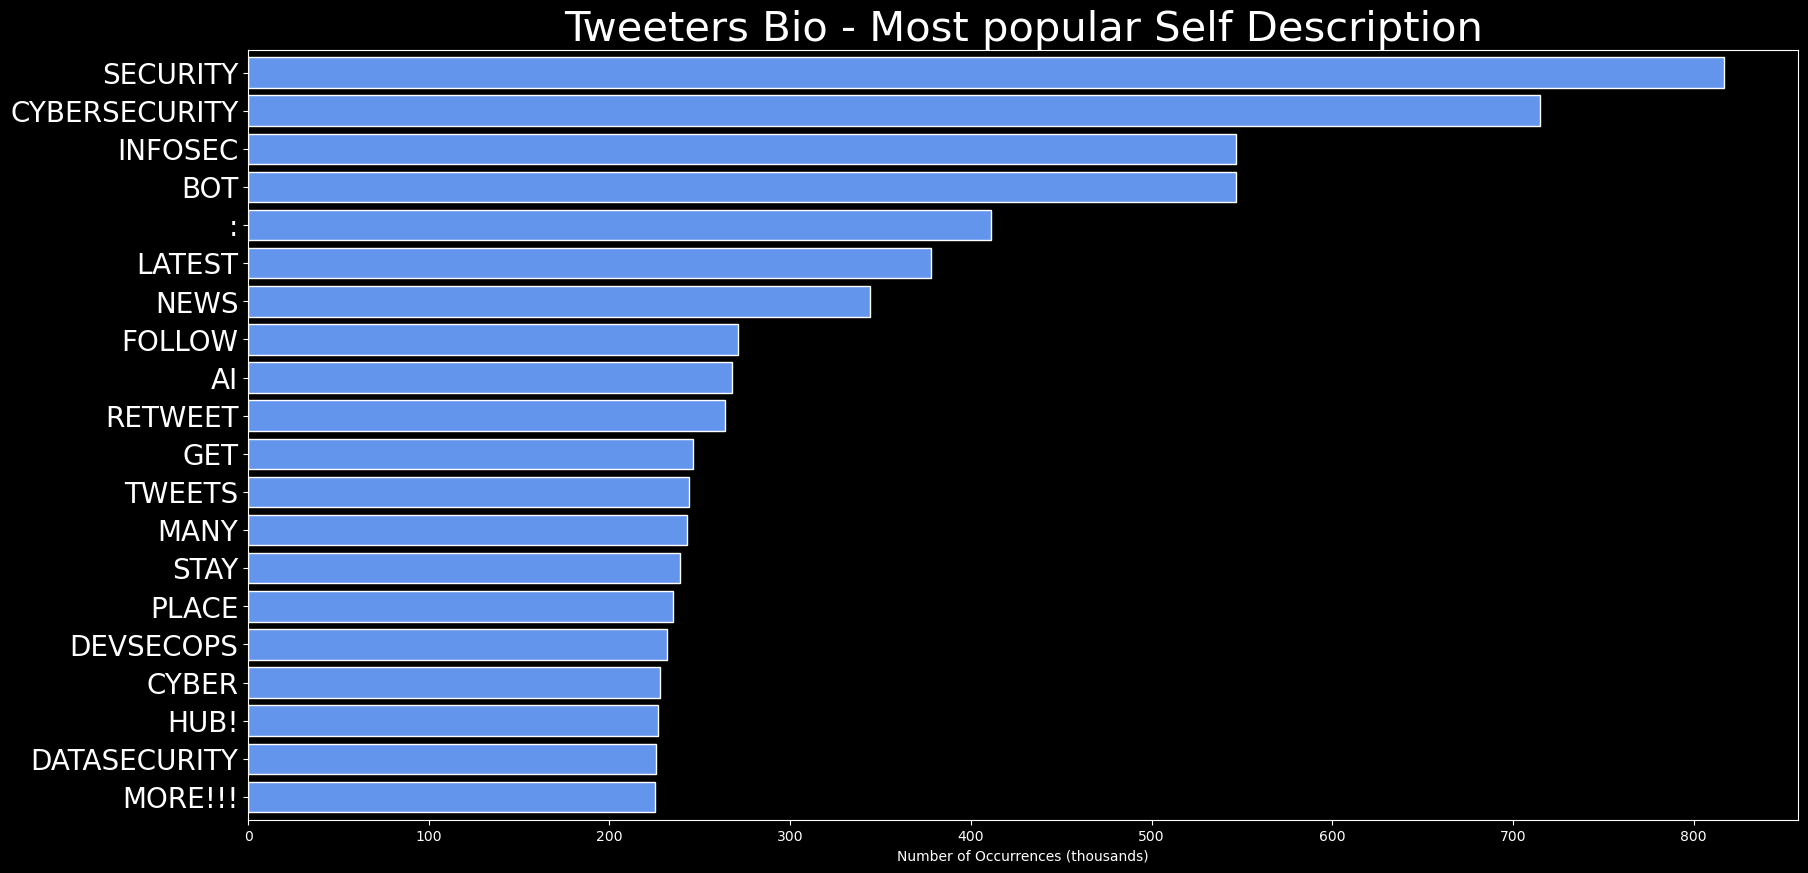 Tweeters Bio - Most popular Self Description
SECURITY
CYBERSECURITY
INFOSEC
BOT
:
LATEST
NEWS
FOLLOW
AI
RETWEET
GET
TWEETS
MANY
STAY
PLACE
DEVSECOPS
CYBER
HUB!
DATASECURITY
MORE!!!
0 100 200 300 400 500 600 700 800
Number of Occurrences (thousands)